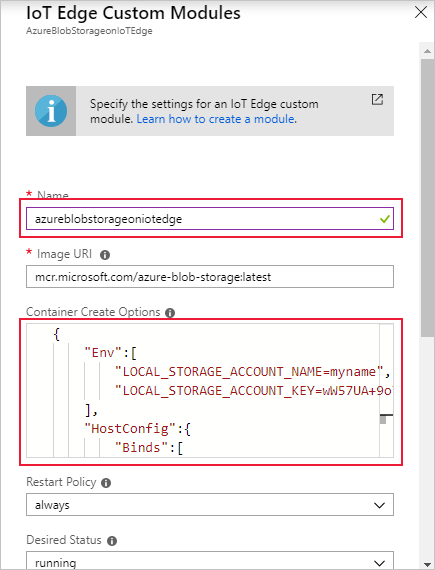 IoT Edge Custom Modules
AzureBlobStorageonIoTEdge
Specify the settings for an IoT Edge custom
module. Learn how to create a module.
* Name
azureblobstorageoniotedge
* Image URI
mcr.microsoft.com/azure-blob-storage:latest
Container Create Options
{
"Env":[
"LOCAL_STORAGE_ACCOUNT_NAME=myname",
"LOCAL_STORAGE_ACCOUNT_KEY=wW57UA+9o
],
"HostConfig":{
"Binds":[
Restart Policy
always
Desired Status
running